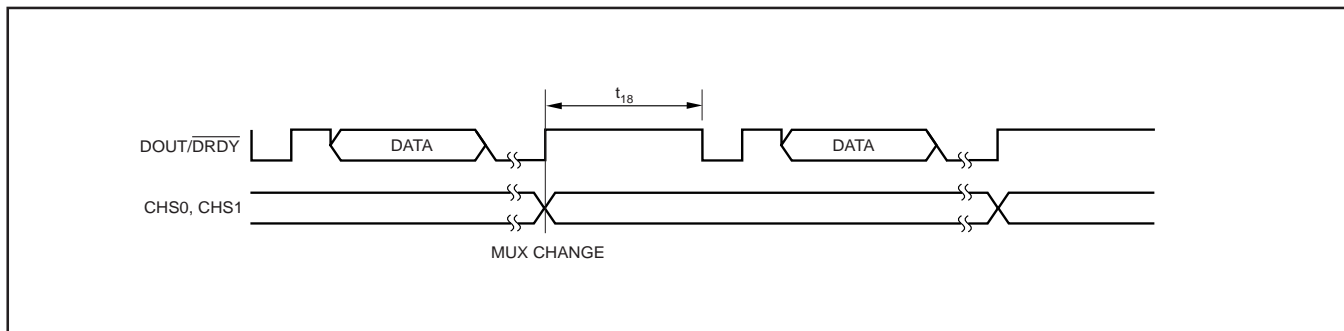 t18
DOUT/DRDY
DATA
DATA
CHS0, CHS1
MUX CHANGE